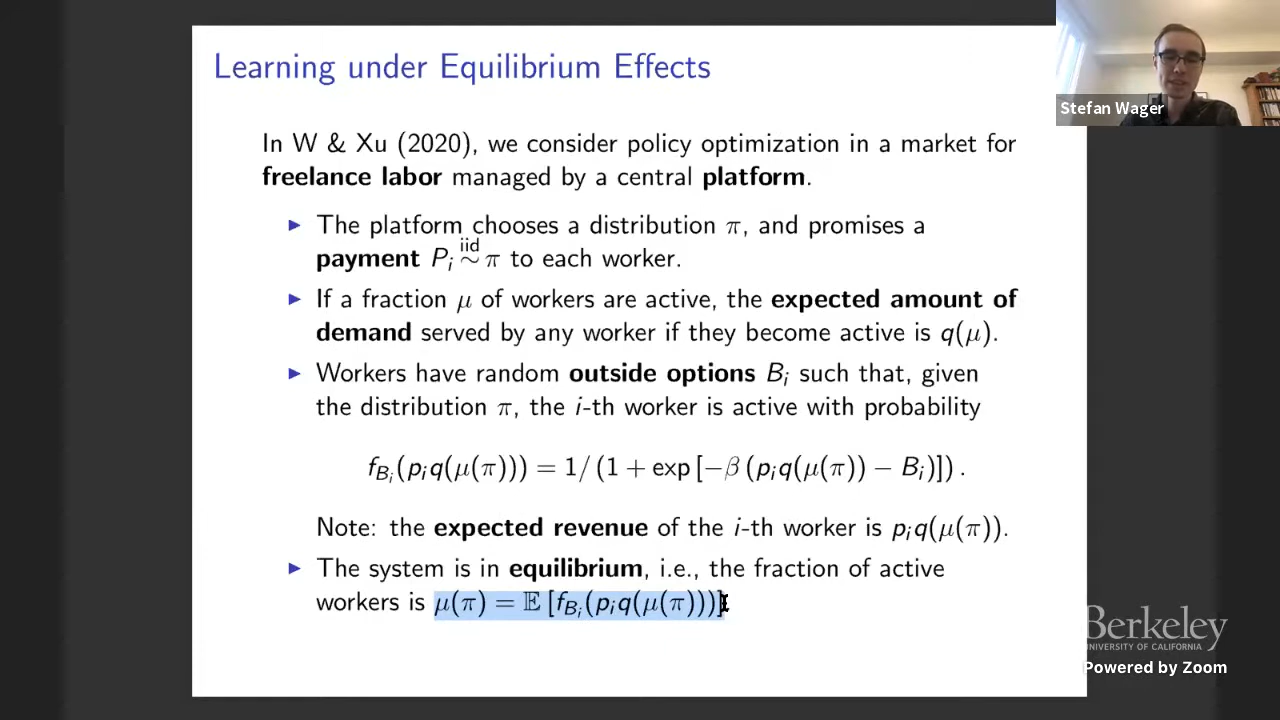 Learning under Equilibrium Effects
Stefan Wager
In W & Xu (2020), we consider policy optimization in a market for
freelance labor managed by a central platform.
▶ The platform chooses a distribution π, and promises a
payment P_i iid∼ π to each worker.
▶ If a fraction μ of workers are active, the expected amount of
demand served by any worker if they become active is q(μ).
▶ Workers have random outside options B_i such that, given
the distribution π, the i-th worker is active with probability
f_{B_i}(p_i q(μ(π))) = 1/ (1 + exp [−β (p_i q(μ(π)) − B_i)]) .
Note: the expected revenue of the i-th worker is p_i q(μ(π)).
▶ The system is in equilibrium, i.e., the fraction of active
workers is μ(π) = 𝔼 [f_{B_i}(p_i q(μ(π)))]
Berkeley
UNIVERSITY OF CALIFORNIA
Powered by Zoom